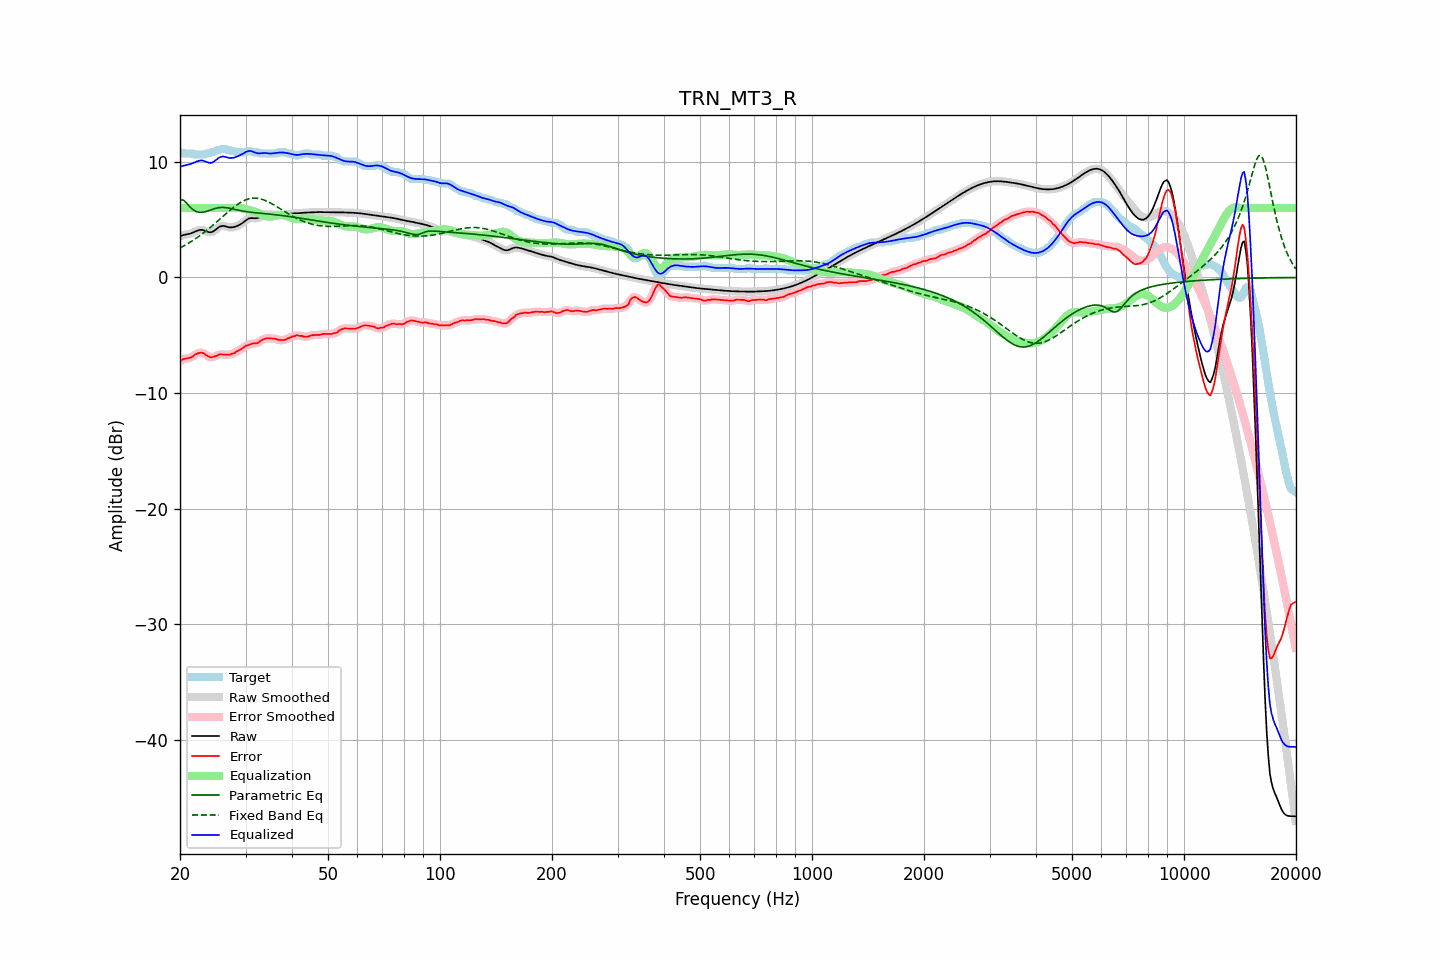 TRN_MT3_R
10
0
−10
−20
−30
−40
Amplitude (dBr)
Target
Raw Smoothed
Error Smoothed
Raw
Error
Equalization
Parametric Eq
Fixed Band Eq
Equalized
20 50 100 200 500 1000 2000 5000 10000 20000
Frequency (Hz)